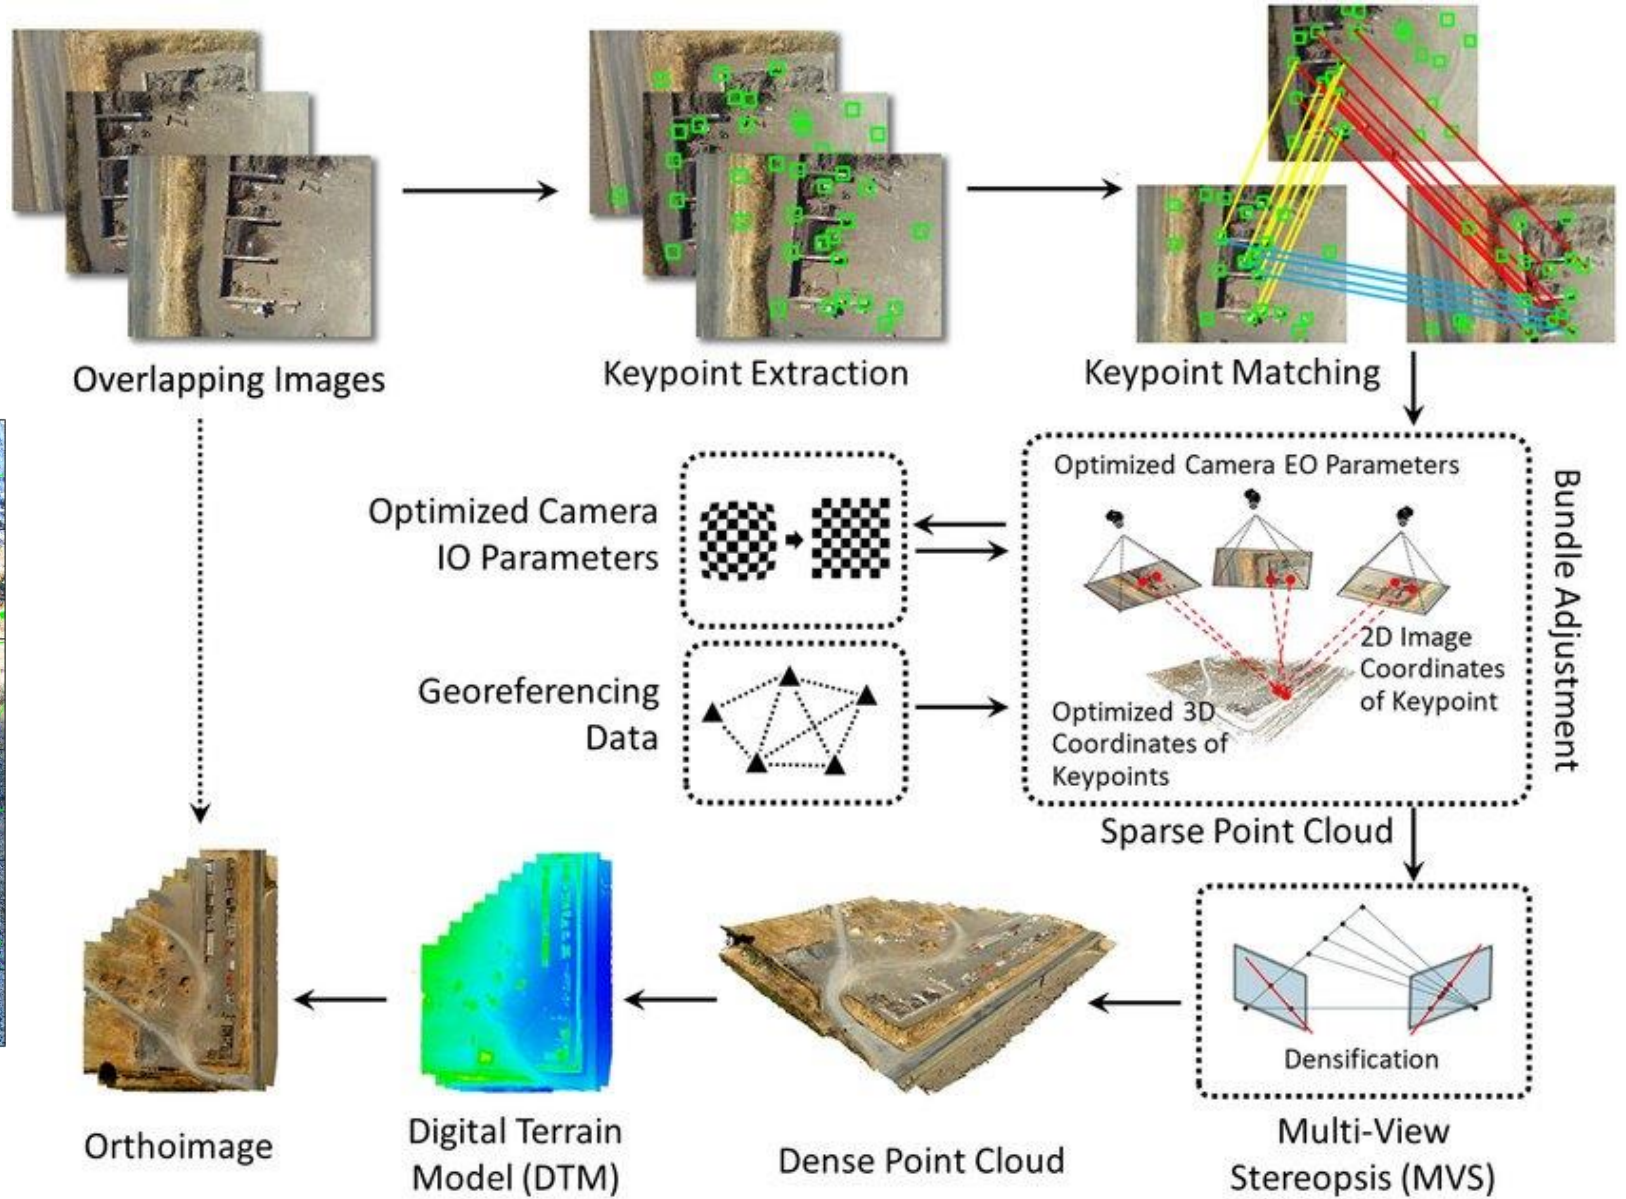 Overlapping Images
Keypoint Extraction
Keypoint Matching
Optimized Camera EO Parameters
Optimized Camera
IO Parameters
2D Image
Coordinates
of Keypoint
Bundle Adjustment
Georeferencing
Data
Optimized 3D
Coordinates of
Keypoints
Sparse Point Cloud
Densification
Orthoimage
Digital Terrain
Model (DTM)
Dense Point Cloud
Multi-View
Stereopsis (MVS)